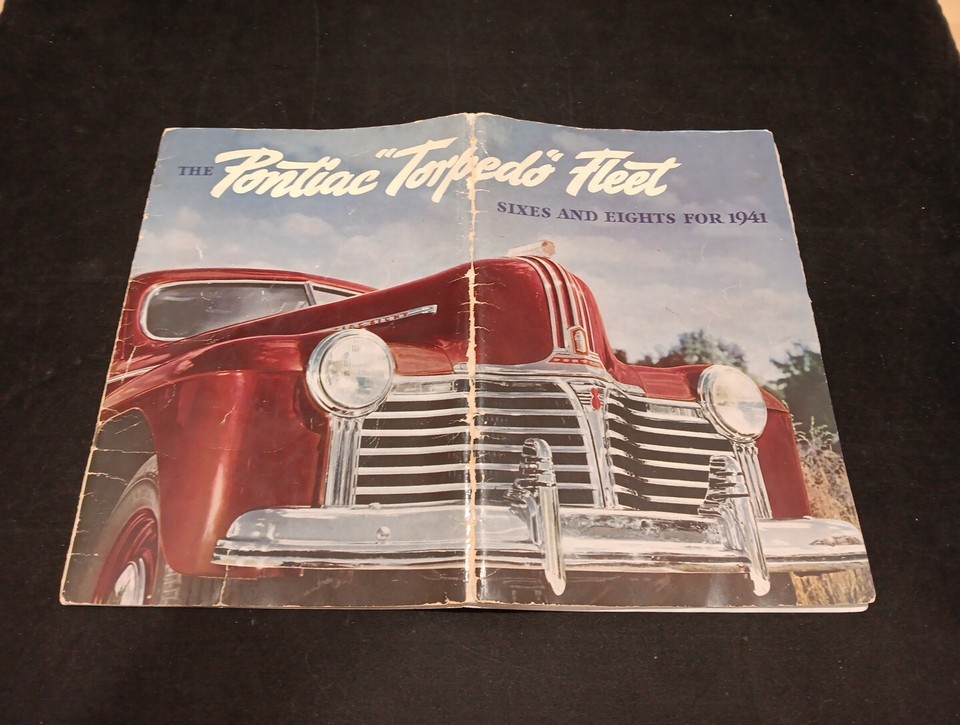 THE Pontiac "Torpedo" Fleet
SIXES AND EIGHTS FOR 1941